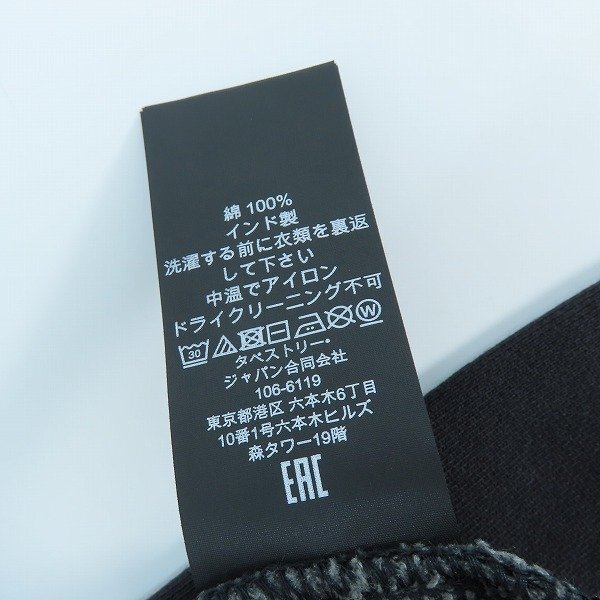 綿 100%
インド製
洗濯する前に衣類を裏返
して下さい
中温でアイロン
ドライクリーニング不可
30 W
タペストリー・
ジャパン合同会社
106-6119
東京都港区 六本木6丁目
10番1号六本木ヒルズ
森タワー19階
EAC